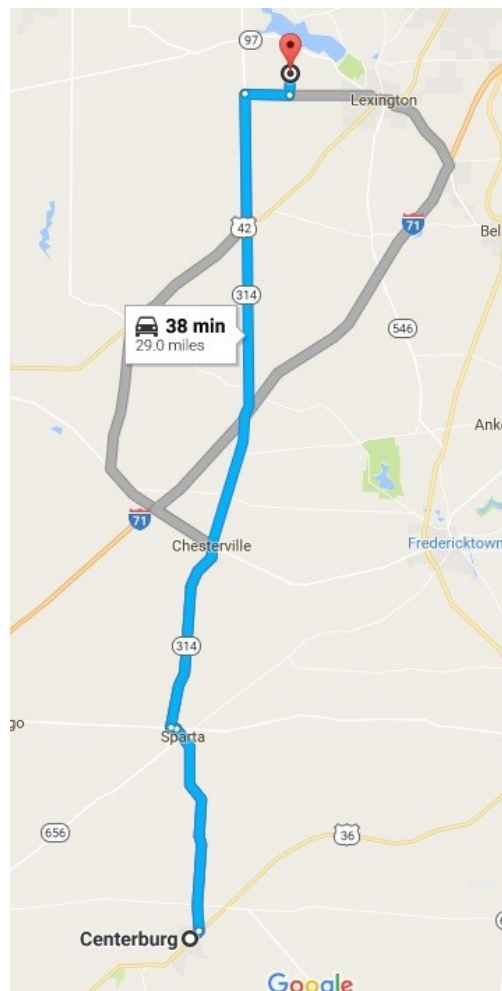 97
Lexington
42
71
Bel
314
38 min
29.0 miles
546
Anke
71
Chesterville
Fredericktown
314
go
Sparta
656
36
Centerburg
Google